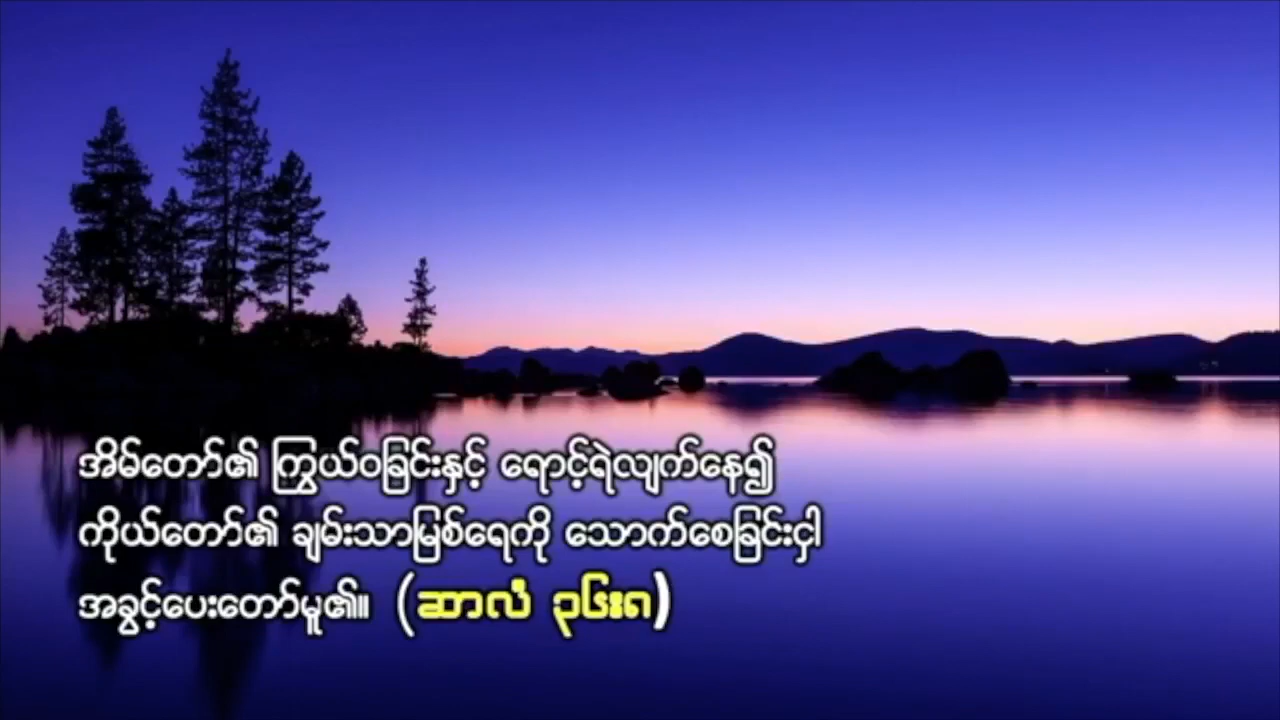 အိမ်တော်၏ ကြွယ်ဝခြင်းနှင့် ရောင့်ရဲလျက်နေ၍
ကိုယ်တော်၏ ချမ်းသာမြစ်ရေကို သောက်စေခြင်းငှါ
အခွင့်ပေးတော်မူ၏။ (ဆာလံ ၃၆း၈)